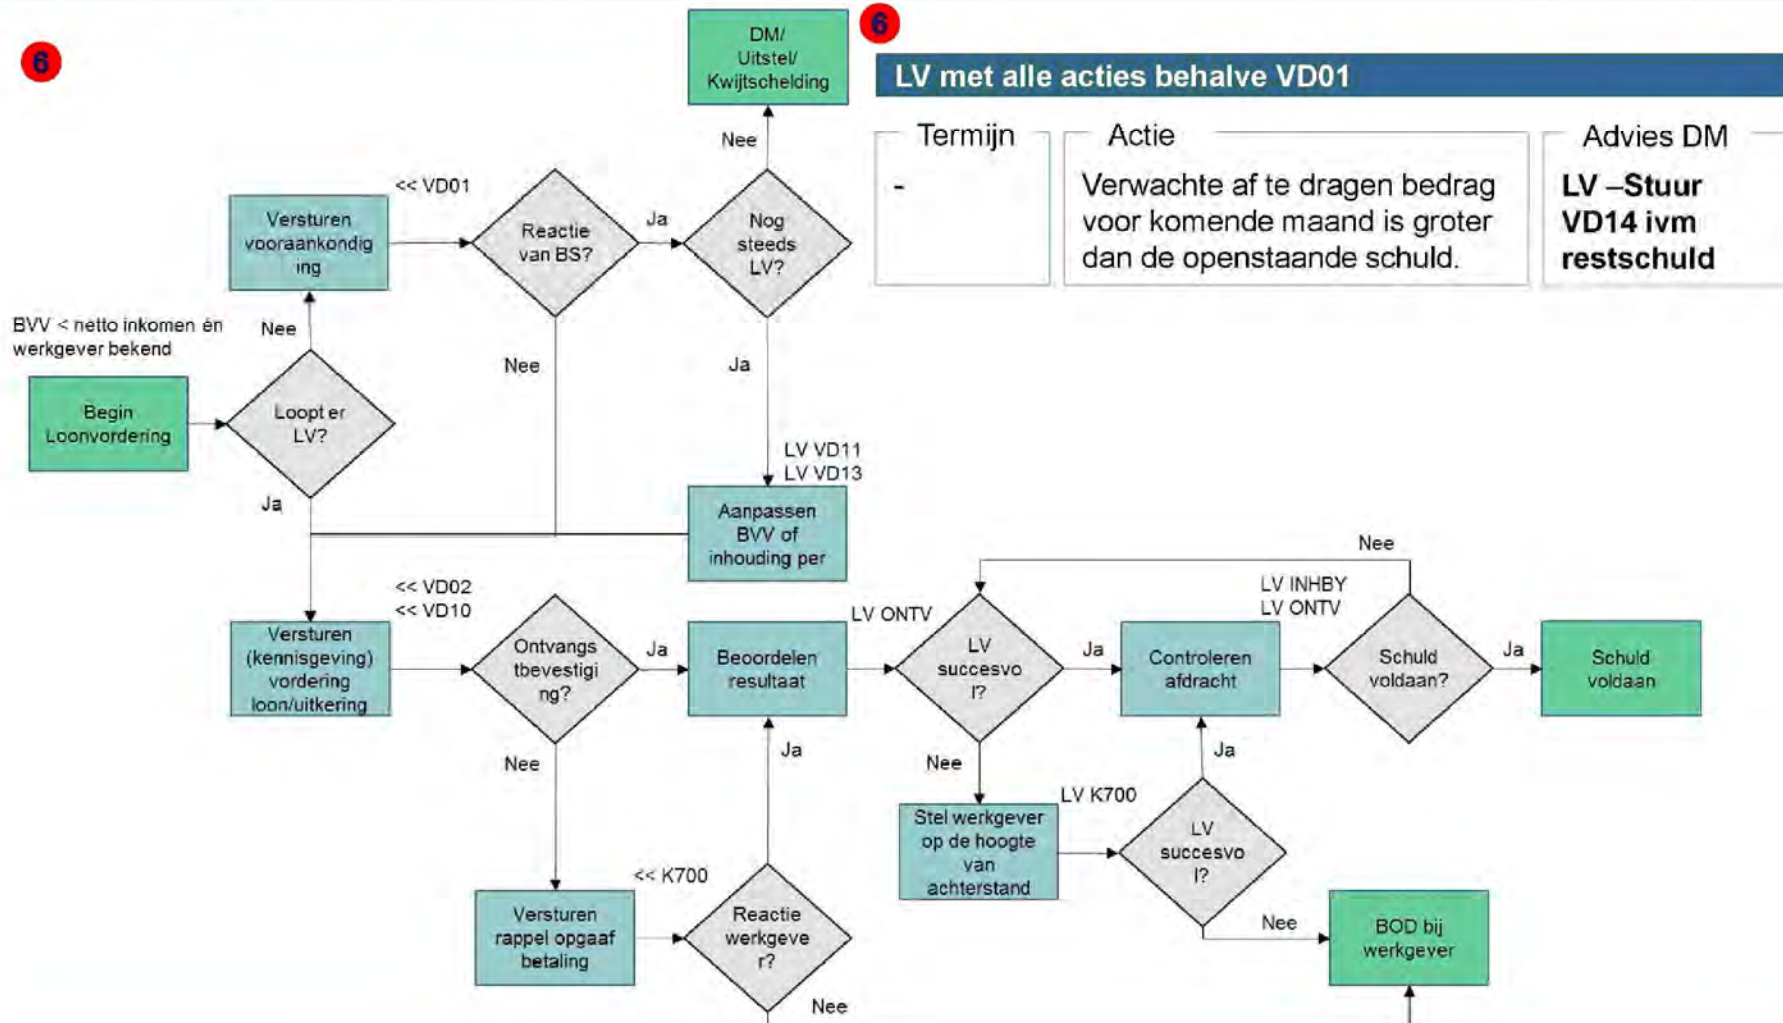 6
DM/
Uitstel/
Kwijtschelding
6
LV met alle acties behalve VD01
Termijn
-
Actie
Verwachte af te dragen bedrag
voor komende maand is groter
dan de openstaande schuld.
Advies DM
LV –Stuur
VD14 ivm
restschuld
Nee
<< VD01
Versturen
vooraankondig
ing
Reactie
van BS?
Ja
Nog
steeds
LV?
BVV < netto inkomen én
werkgever bekend
Nee
Nee
Ja
Begin
Loonvordering
Loopt er
LV?
Ja
LV VD11
LV VD13
Aanpassen
BVV of
inhouding per
Nee
<< VD02
<< VD10
LV INHBY
LV ONTV
Versturen
(kennisgeving)
vordering
loon/uitkering
Ontvangs
tbevestigi
ng?
Ja
Beoordelen
resultaat
LV ONTV
LV
succesvo
l?
Ja
Controleren
afdracht
Schuld
voldaan?
Ja
Schuld
voldaan
Nee
Ja
Nee
Ja
LV K700
Stel werkgever
op de hoogte
van
achterstand
LV
succesvo
l?
<< K700
Versturen
rappel opgaaf
betaling
Reactie
werkgeve
r?
Nee
BOD bij
werkgever
Nee